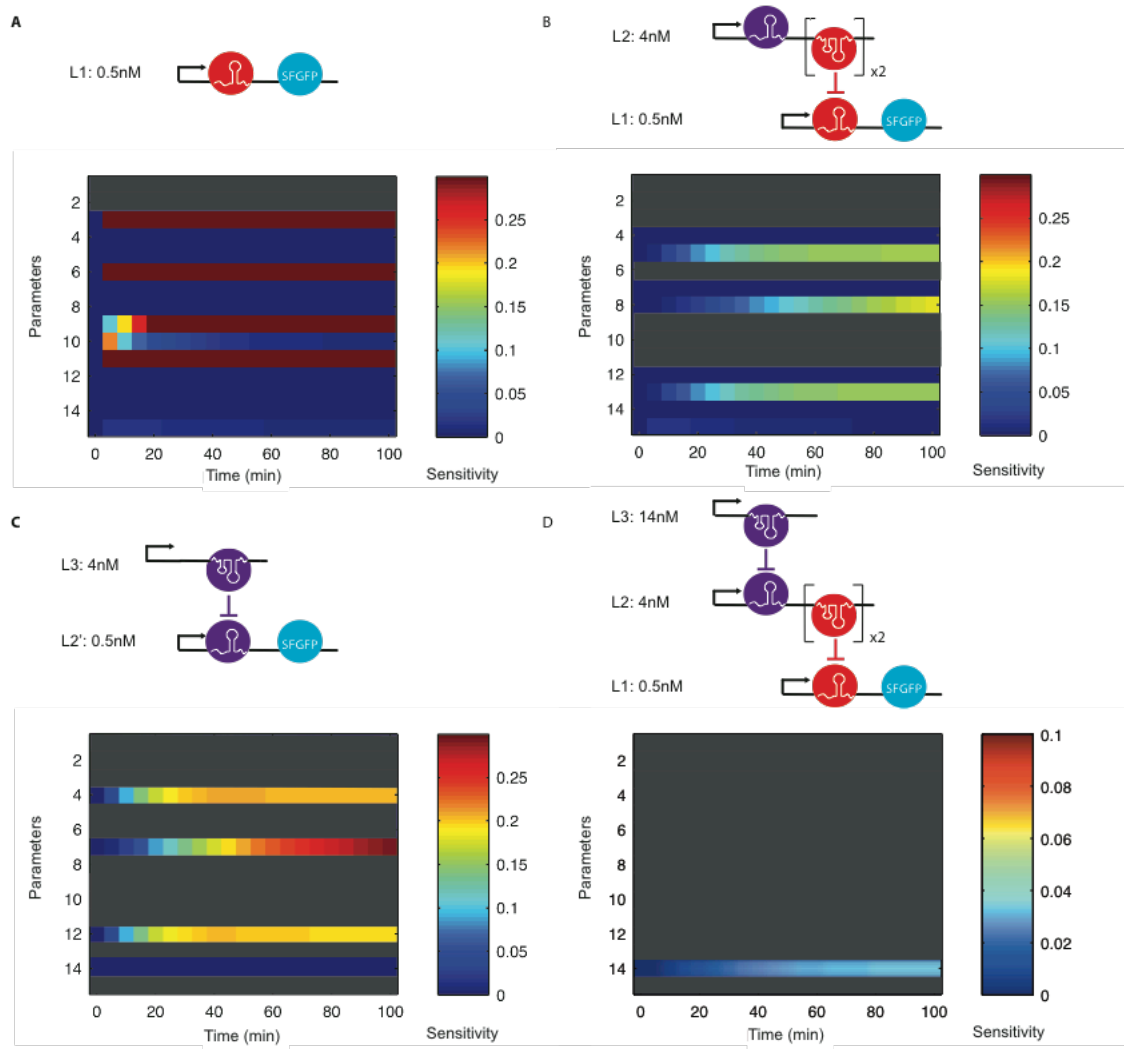 A
L1: 0.5nM
SFGFP
Parameters
2
4
6
8
10
12
14
0
20
40
60
80
100
Time (min)
0.25
0.2
0.15
0.1
0.05
0
Sensitivity
B
L2: 4nM
x2
L1: 0.5nM
SFGFP
Parameters
2
4
6
8
10
12
14
0
20
40
60
80
100
Time (min)
0.25
0.2
0.15
0.1
0.05
0
Sensitivity
C
L3: 4nM
L2': 0.5nM
SFGFP
Parameters
2
4
6
8
10
12
14
0
20
40
60
80
100
Time (min)
0.25
0.2
0.15
0.1
0.05
0
Sensitivity
D
L3: 14nM
L2: 4nM
x2
L1: 0.5nM
SFGFP
Parameters
2
4
6
8
10
12
14
0
20
40
60
80
100
Time (min)
0.1
0.08
0.06
0.04
0.02
0
Sensitivity